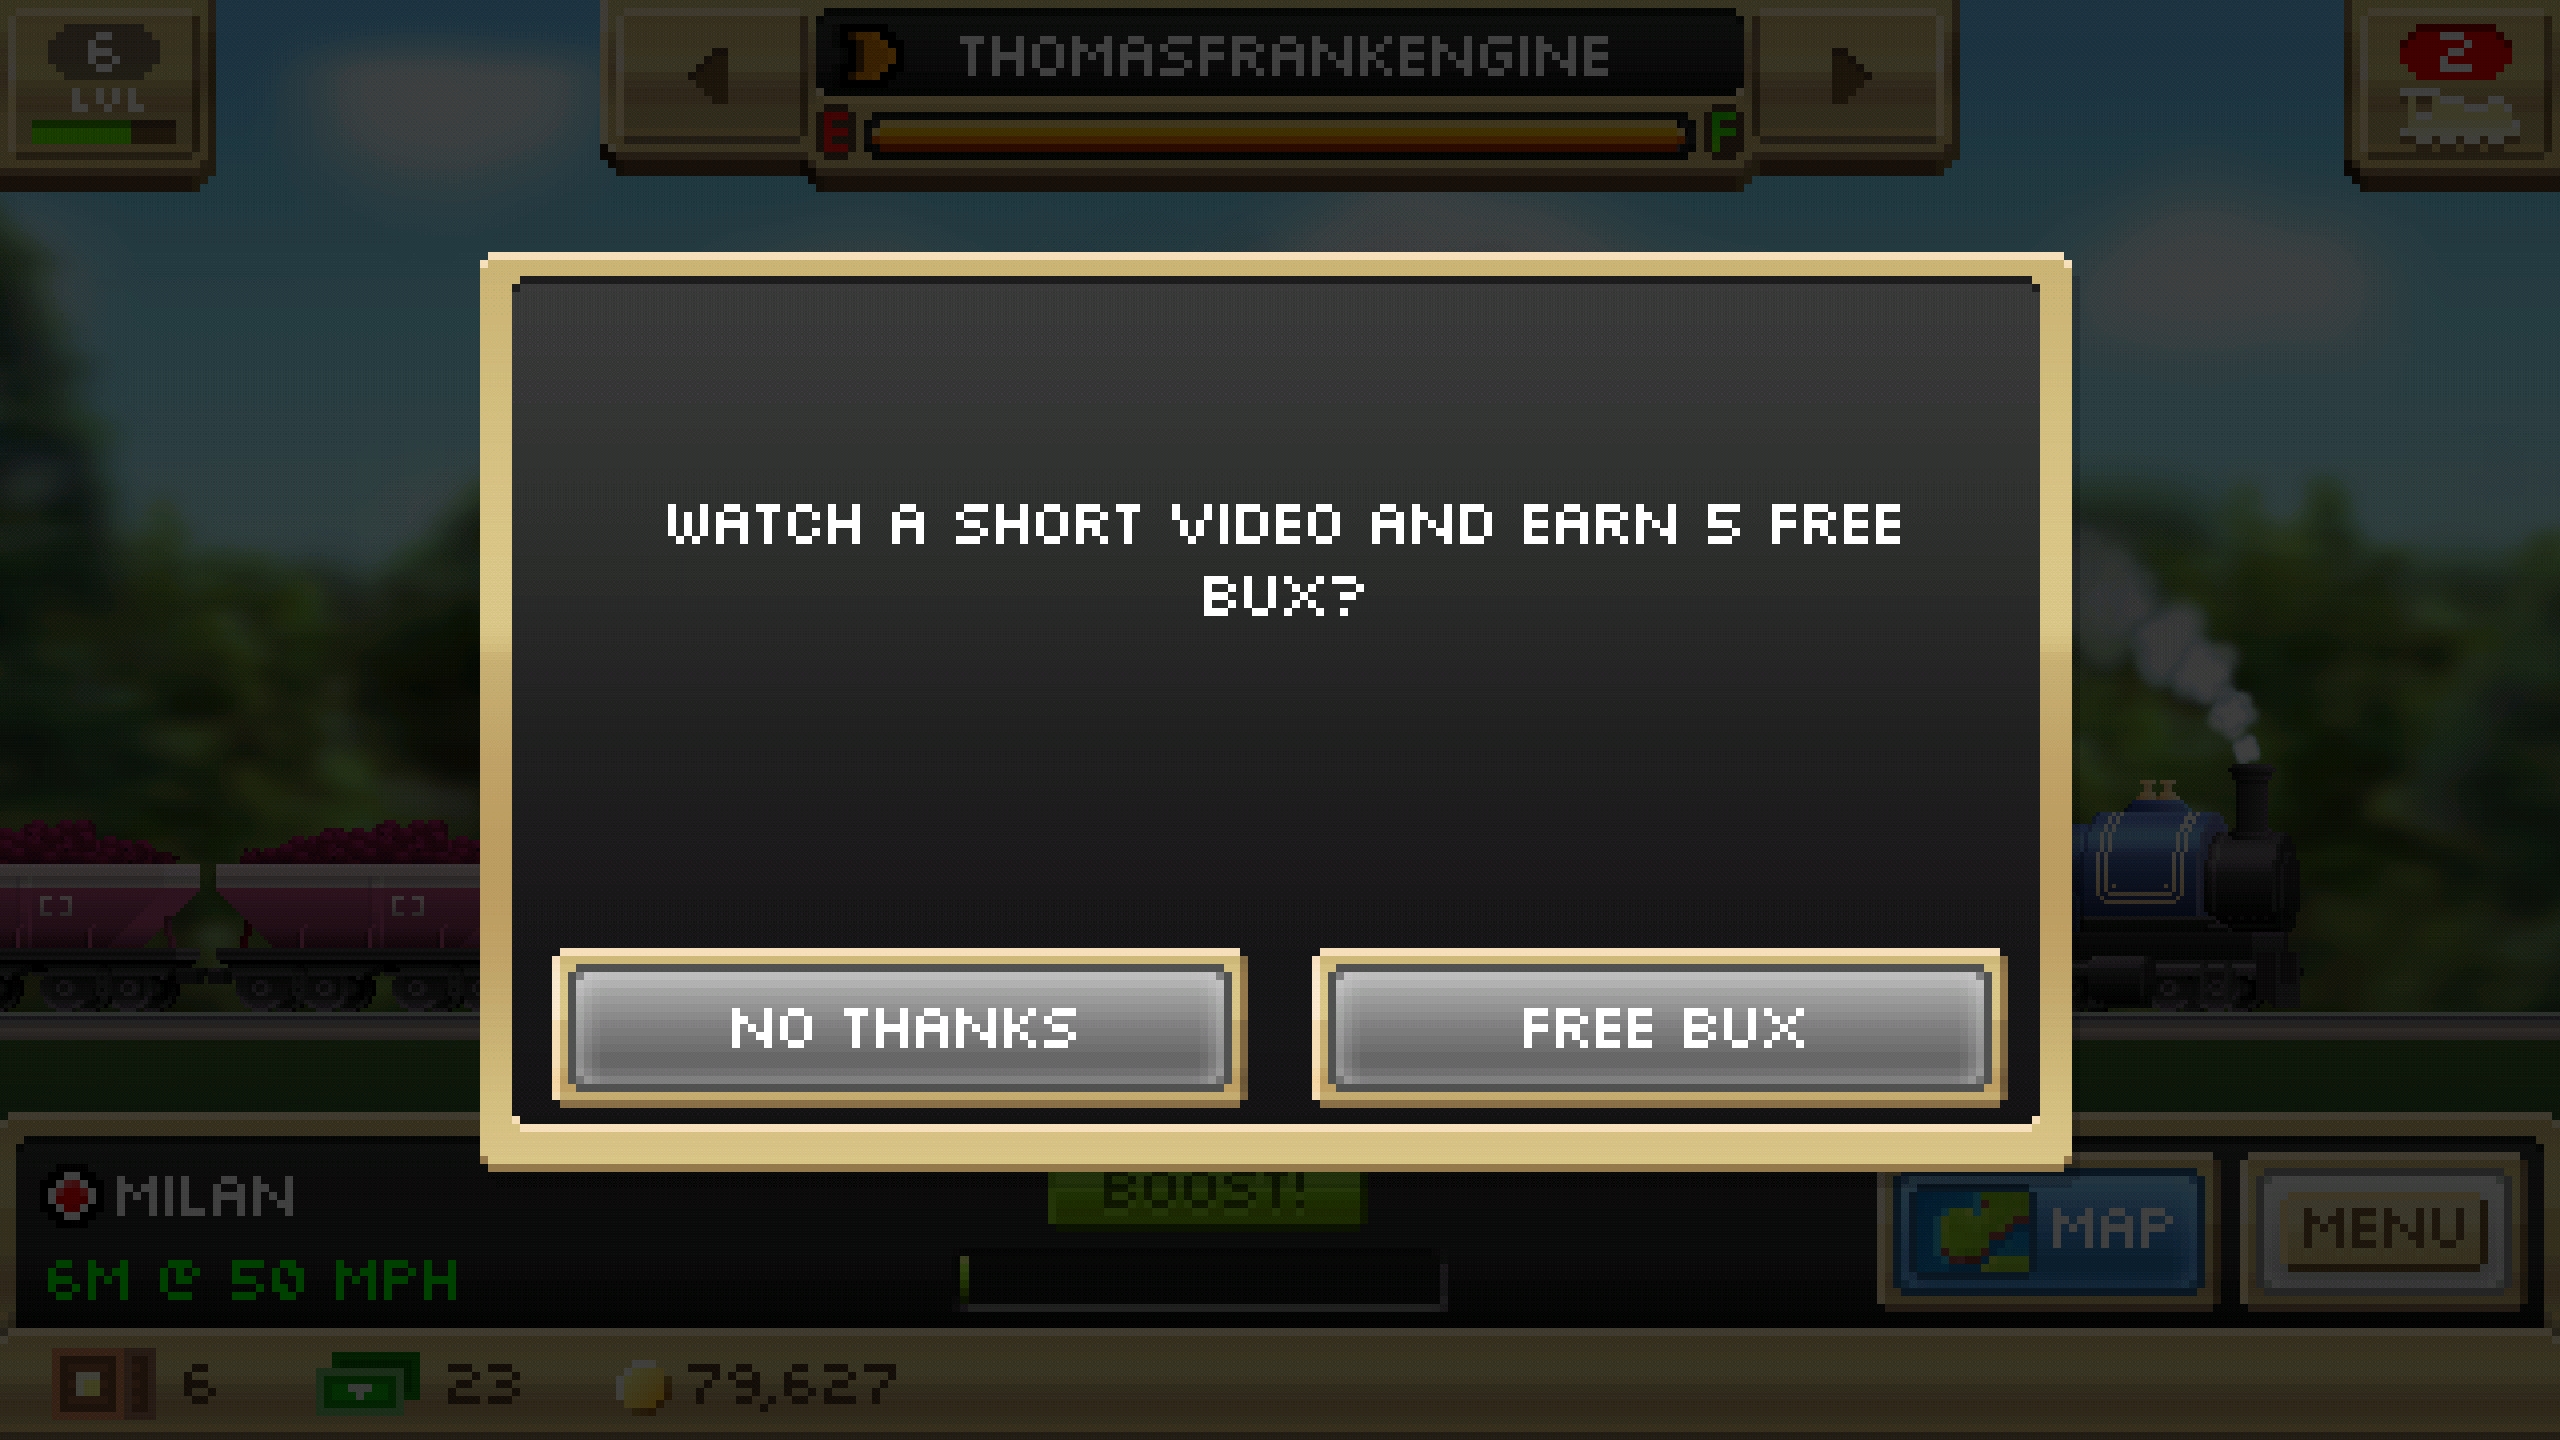 6
LVL
THOMASFRANKENGINE
E F
2
WATCH A SHORT VIDEO AND EARN 5 FREE
BUX?
NO THANKS
FREE BUX
MILAN
6M @ 50 MPH
BOOST!
MAP
MENU
6
23
79,627